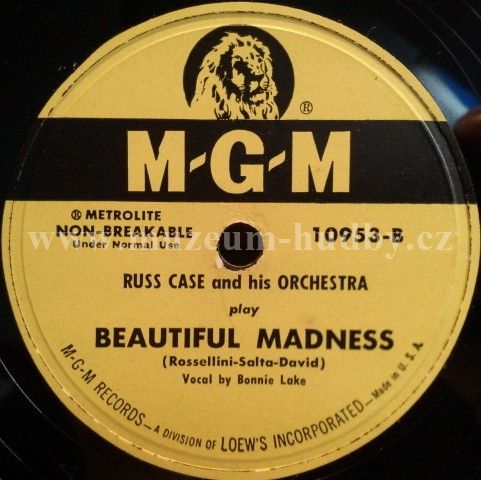 ®
M-G-M
® METROLITE
NON-BREAKABLE
Under Normal Use
10953-B
www.muzeum-hudby.cz
RUSS CASE and his ORCHESTRA
play
BEAUTIFUL MADNESS
(Rossellini-Salta-David)
Vocal by Bonnie Lake
M-G-M RECORDS — A DIVISION OF LOEW'S INCORPORATED — Made in U.S.A.